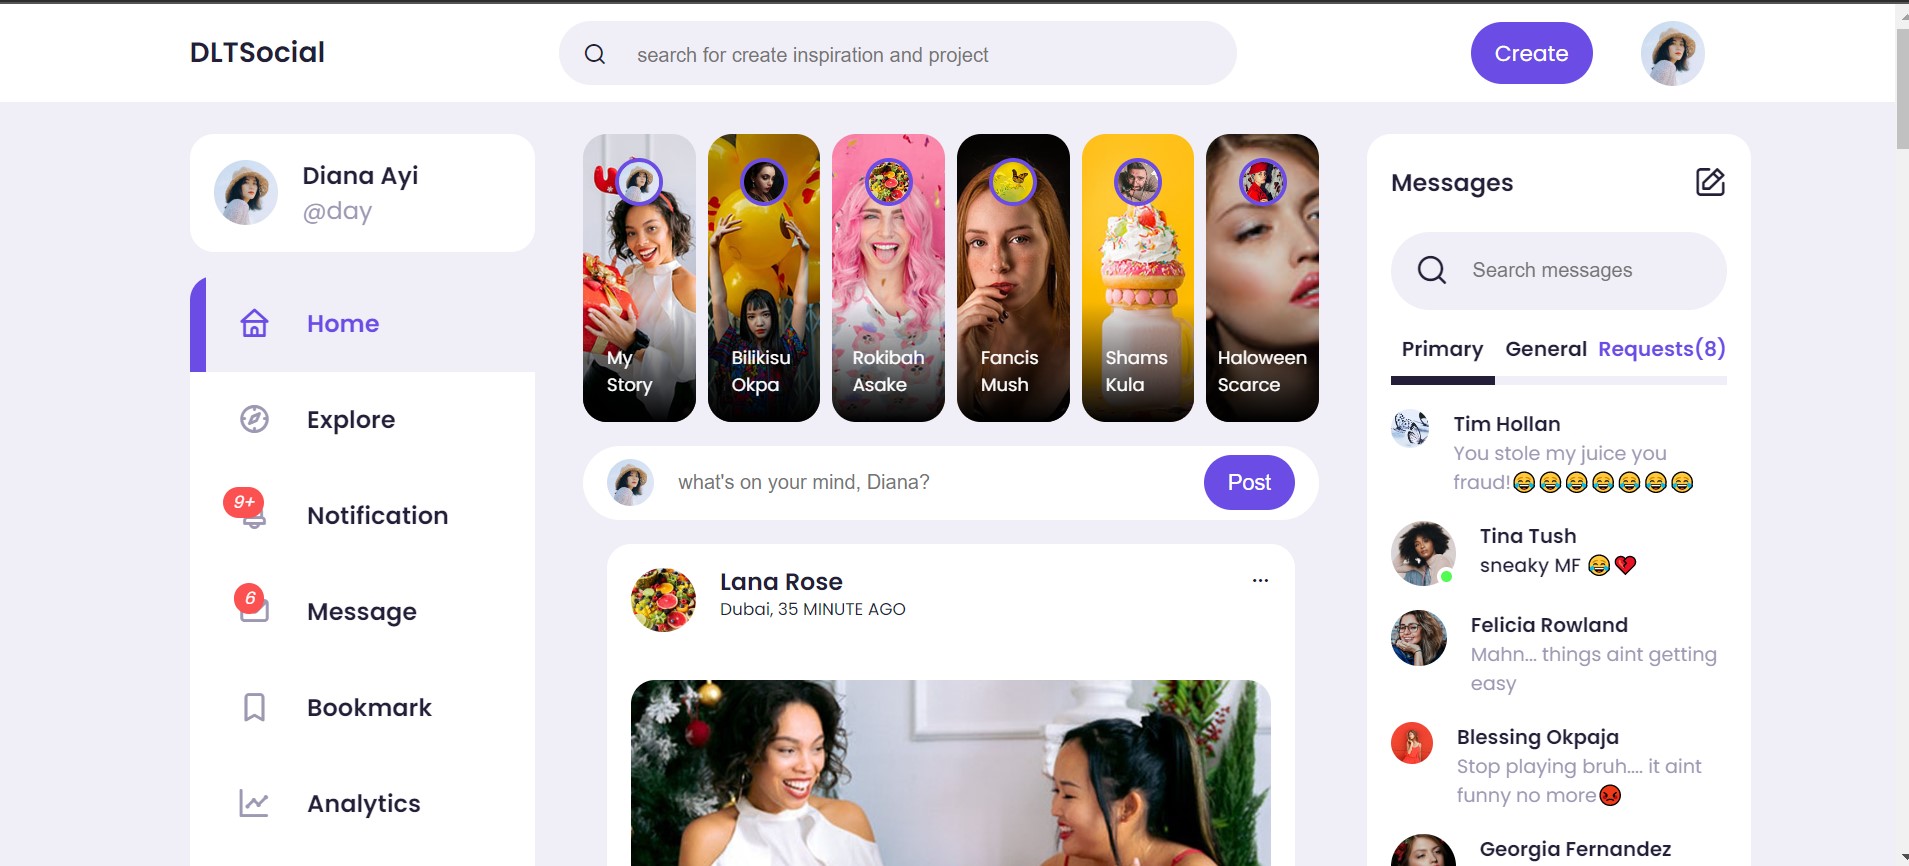 DLTSocial
search for create inspiration and project
Create
Diana Ayi
@day
Home
Explore
9+
Notification
6
Message
Bookmark
Analytics
My
Story
Bilikisu
Okpa
Rokibah
Asake
Fancis
Mush
Shams
Kula
Haloween
Scarce
what's on your mind, Diana?
Post
Lana Rose
Dubai, 35 MINUTE AGO
Messages
Search messages
Primary General Requests(8)
Tim Hollan
You stole my juice you
fraud!😂😂😂😂😂😂😂
Tina Tush
sneaky MF 😂💔
Felicia Rowland
Mahn... things aint getting
easy
Blessing Okpaja
Stop playing bruh.... it aint
funny no more😡
Georgia Fernandez